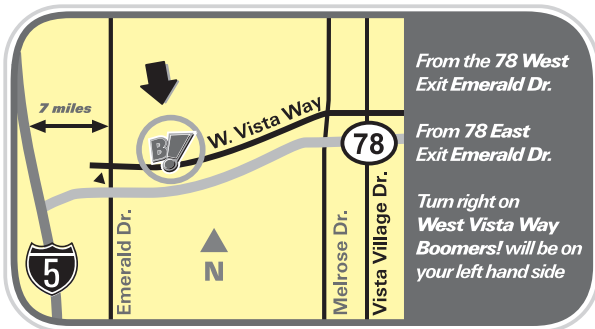 7 miles
B!
W. Vista Way
78
5
Emerald Dr.
N
Melrose Dr.
Vista Village Dr.
From the 78 West
Exit Emerald Dr.
From 78 East
Exit Emerald Dr.
Turn right on
West Vista Way
Boomers! will be on
your left hand side